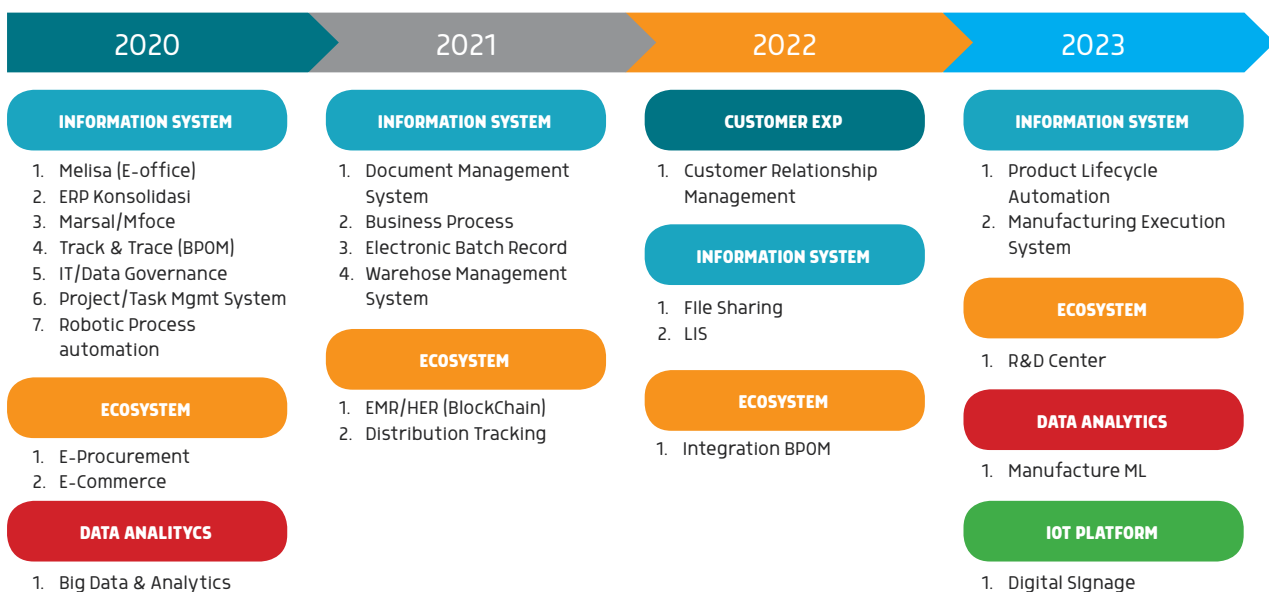 2020
2021
2022
2023
INFORMATION SYSTEM
1. Melisa (E-office)
2. ERP Konsolidasi
3. Marsal/Mfoce
4. Track & Trace (BPOM)
5. IT/Data Governance
6. Project/Task Mgmt System
7. Robotic Process
automation
ECOSYSTEM
1. E-Procurement
2. E-Commerce
DATA ANALITYCS
1. Big Data & Analytics
INFORMATION SYSTEM
1. Document Management
System
2. Business Process
3. Electronic Batch Record
4. Warehose Management
System
ECOSYSTEM
1. EMR/HER (BlockChain)
2. Distribution Tracking
CUSTOMER EXP
1. Customer Relationship
Management
INFORMATION SYSTEM
1. FIle Sharing
2. LIS
ECOSYSTEM
1. Integration BPOM
INFORMATION SYSTEM
1. Product Lifecycle
Automation
2. Manufacturing Execution
System
ECOSYSTEM
1. R&D Center
DATA ANALYTICS
1. Manufacture ML
IOT PLATFORM
1. Digital SIgnage